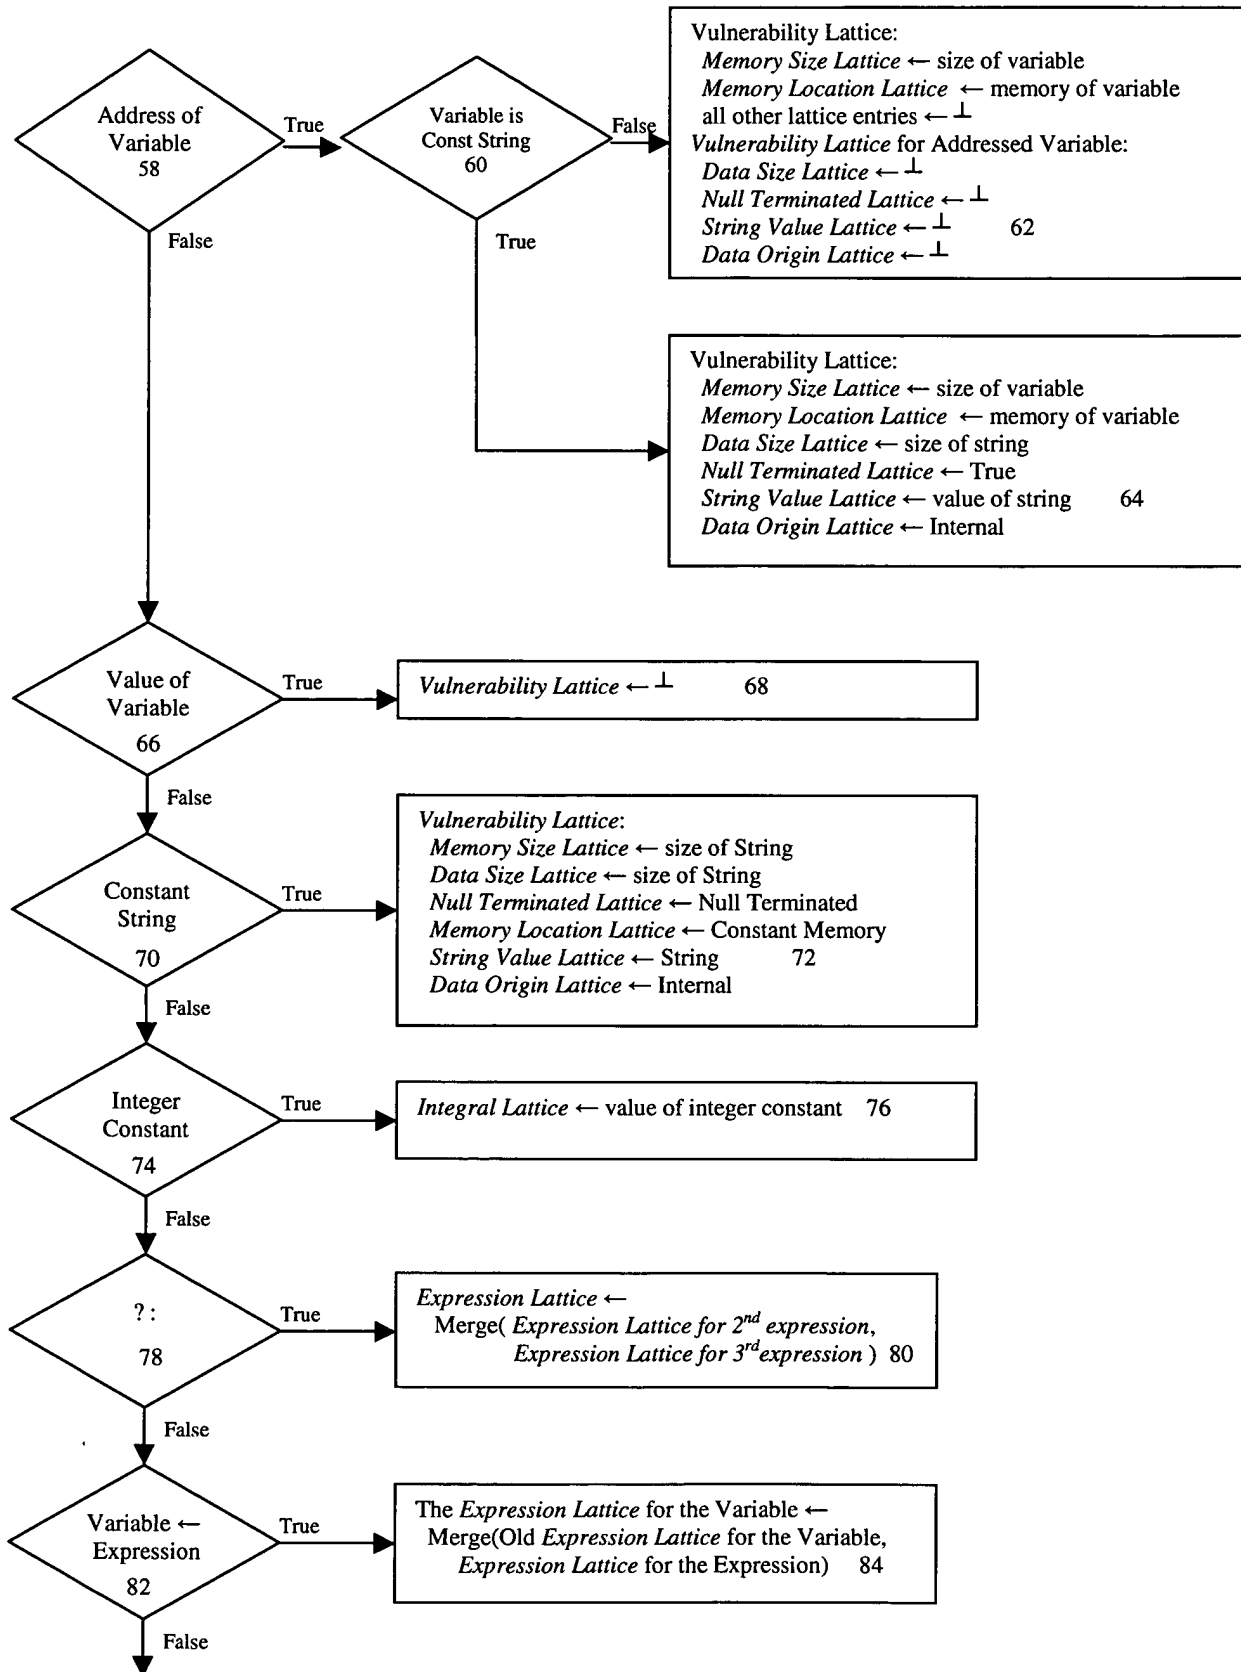 Address of
Variable
58
True
False
Variable is
Const String
60
False
True
Vulnerability Lattice:
Memory Size Lattice ← size of variable
Memory Location Lattice ← memory of variable
all other lattice entries ← ⊥
Vulnerability Lattice for Addressed Variable:
Data Size Lattice ← ⊥
Null Terminated Lattice ← ⊥
String Value Lattice ← ⊥ 62
Data Origin Lattice ← ⊥
Vulnerability Lattice:
Memory Size Lattice ← size of variable
Memory Location Lattice ← memory of variable
Data Size Lattice ← size of string
Null Terminated Lattice ← True
String Value Lattice ← value of string 64
Data Origin Lattice ← Internal
Value of
Variable
66
True
False
Vulnerability Lattice ← ⊥ 68
Constant
String
70
True
False
Vulnerability Lattice:
Memory Size Lattice ← size of String
Data Size Lattice ← size of String
Null Terminated Lattice ← Null Terminated
Memory Location Lattice ← Constant Memory
String Value Lattice ← String 72
Data Origin Lattice ← Internal
Integer
Constant
74
True
False
Integral Lattice ← value of integer constant 76
? :
78
True
False
Expression Lattice ←
Merge( Expression Lattice for 2nd expression,
Expression Lattice for 3rd expression ) 80
Variable ←
Expression
82
True
False
The Expression Lattice for the Variable ←
Merge(Old Expression Lattice for the Variable,
Expression Lattice for the Expression) 84